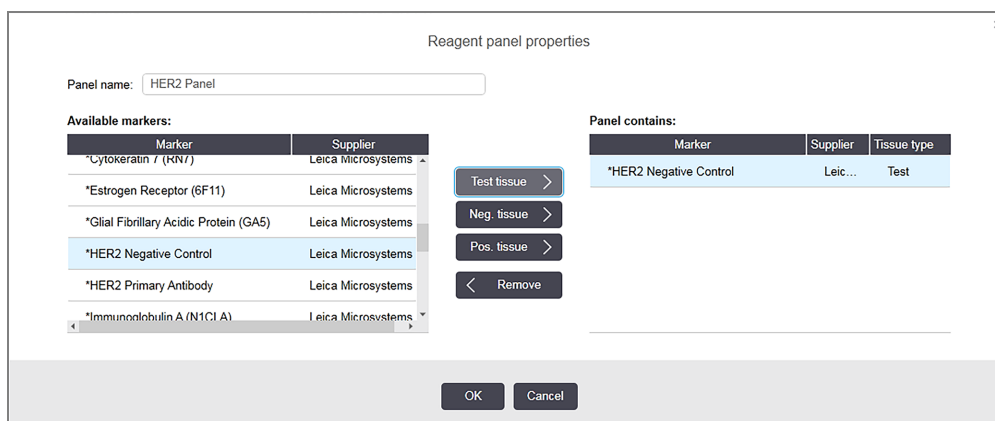 Reagent panel properties
Panel name: HER2 Panel
Available markers:
Marker Supplier
*Cytokeratin 7 (RN7) Leica Microsystems
*Estrogen Receptor (6F11) Leica Microsystems
*Glial Fibrillary Acidic Protein (GA5) Leica Microsystems
*HER2 Negative Control Leica Microsystems
*HER2 Primary Antibody Leica Microsystems
*Immunoglobulin A (N1CLA) Leica Microsystems
Test tissue
Neg. tissue
Pos. tissue
Remove
Panel contains:
Marker Supplier Tissue type
*HER2 Negative Control Leic... Test
OK Cancel